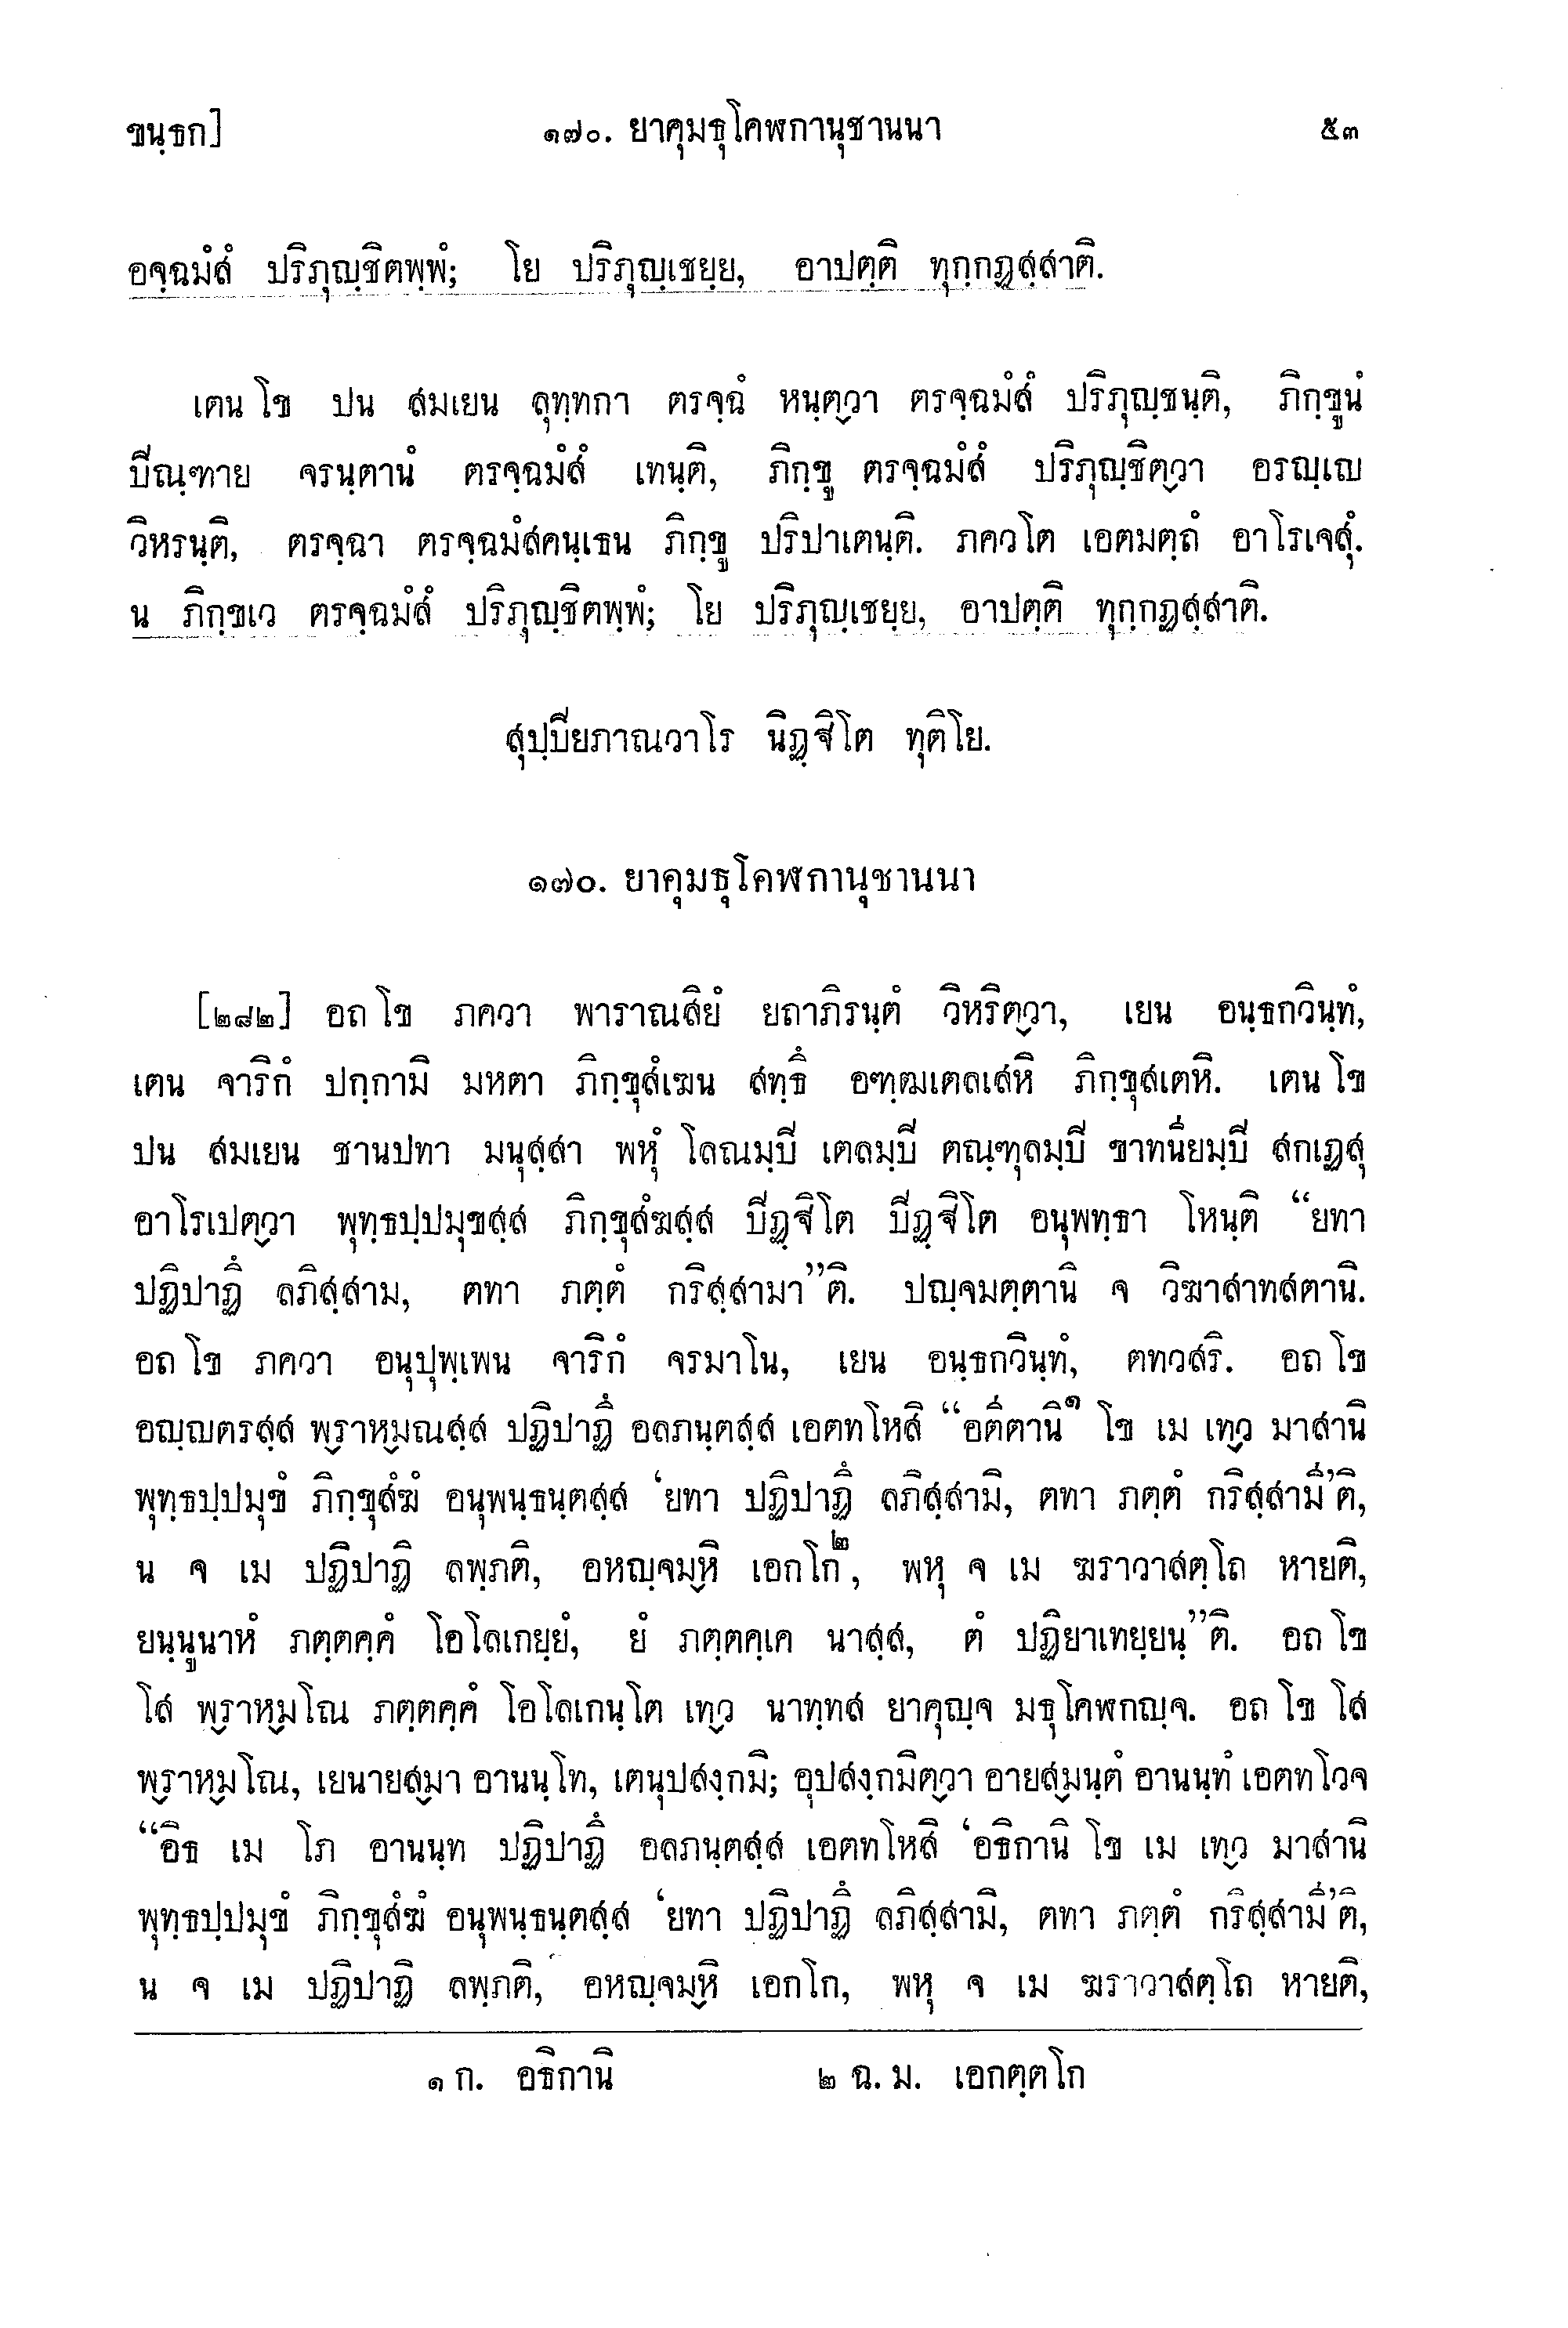 ขนฺธก]
๑๗๐. ยาคุมธุโคฬกานุชานนา
๕๓
อจฺฉมํสํ ปริภุญฺชิตพฺพํ; โย ปริภุญฺเชยฺย, อาปตฺติ ทุกฺกฏสฺสาติ.
เตน โข ปน สมเยน ลุทฺทกา ตรจฺฉํ หนฺตฺวา ตรจฺฉมํสํ ปริภุญฺชนฺติ, ภิกฺขูนํ
ปิณฺฑาย จรนฺตานํ ตรจฺฉมํสํ เทนฺติ, ภิกฺขู ตรจฺฉมํสํ ปริภุญฺชิตฺวา อรญฺเญ
วิหรนฺติ, ตรจฺฉา ตรจฺฉมํสคนฺเธน ภิกฺขู ปริปาเตนฺติ. ภควโต เอตมตฺถํ อาโรเจสุํ.
น ภิกฺขเว ตรจฺฉมํสํ ปริภุญฺชิตพฺพํ; โย ปริภุญฺเชยฺย, อาปตฺติ ทุกฺกฏสฺสาติ.
สุปฺปิยภาณวาโร นิฏฺฐิโต ทุติโย.
๑๗๐. ยาคุมธุโคฬกานุชานนา
[๒๘๒] อถ โข ภควา พาราณสิยํ ยถาภิรนฺตํ วิหริตฺวา, เยน อนฺธกวินฺทํ,
เตน จาริกํ ปกฺกามิ มหตา ภิกฺขุสํเฆน สทฺธึ อฑฺฒเตลเสหิ ภิกฺขุสเตหิ. เตน โข
ปน สมเยน ชานปทา มนุสฺสา พหุํ โลณมฺปิ เตลมฺปิ ตณฺฑุลมฺปิ ขาทนียมฺปิ สกเฏสุ
อาโรเปตฺวา พุทฺธปฺปมุขสฺส ภิกฺขุสํฆสฺส ปิฏฺฐิโต ปิฏฺฐิโต อนุพทฺธา โหนฺติ “ยทา
ปฏิปาฏึ ลภิสฺสาม, ตทา ภตฺตํ กริสฺสามา”ติ. ปญฺจมตฺตานิ จ วิฆาสาทสตานิ.
อถ โข ภควา อนุปุพฺเพน จาริกํ จรมาโน, เยน อนฺธกวินฺทํ, ตทวสริ. อถ โข
อญฺญตรสฺส พฺราหฺมณสฺส ปฏิปาฏึ อลภนฺตสฺส เอตทโหสิ “อตีตานิ๑ โข เม เทฺว มาสานิ
พุทฺธปฺปมุขํ ภิกฺขุสํฆํ อนุพนฺธนฺตสฺส ‘ยทา ปฏิปาฏึ ลภิสฺสามิ, ตทา ภตฺตํ กริสฺสามี’ติ,
น จ เม ปฏิปาฏิ ลพฺภติ, อหญฺจมฺหิ เอกโก๒, พหุ จ เม ฆราวาสตฺโถ หายติ,
ยนฺนูนาหํ ภตฺตคฺคํ โอโลเกยฺยํ, ยํ ภตฺตคฺเค นาสฺส, ตํ ปฏิยาเทยฺยนฺ”ติ. อถ โข
โส พฺราหฺมโณ ภตฺตคฺคํ โอโลเกนฺโต เทฺว นาทฺทส ยาคุญฺจ มธุโคฬกญฺจ. อถ โข โส
พฺราหฺมโณ, เยนายสฺมา อานนฺโท, เตนุปสงฺกมิ; อุปสงฺกมิตฺวา อายสฺมนฺตํ อานนฺทํ เอตทโวจ
“อิธ เม โภ อานนฺท ปฏิปาฏึ อลภนฺตสฺส เอตทโหสิ ‘อธิกานิ โข เม เทฺว มาสานิ
พุทฺธปฺปมุขํ ภิกฺขุสํฆํ อนุพนฺธนฺตสฺส ‘ยทา ปฏิปาฏึ ลภิสฺสามิ, ตทา ภตฺตํ กริสฺสามี’ติ,
น จ เม ปฏิปาฏิ ลพฺภติ, อหญฺจมฺหิ เอกโก, พหุ จ เม ฆราวาสตฺโถ หายติ,
๑ ก. อธิกานิ
๒ ฉ. ม. เอกตฺตโก